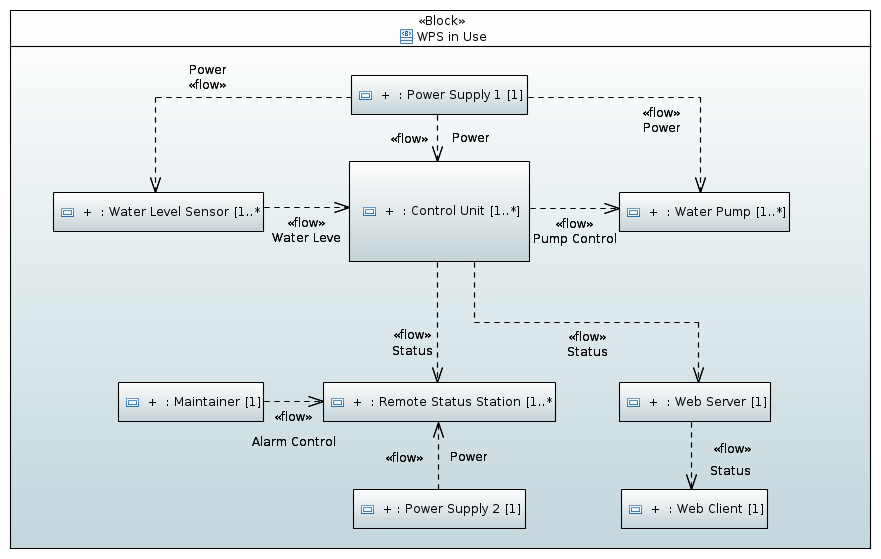 «Block»
WPS in Use
Power
«flow»
+ : Power Supply 1 [1]
«flow»
Power
«flow» Power
+ : Water Level Sensor [1..*
+ : Control Unit [1..*]
+ : Water Pump [1..*]
«flow»
Water Leve
«flow»
Pump Control
«flow»
Status
«flow»
Status
+ : Maintainer [1]
+ : Remote Status Station [1..*
+ : Web Server [1]
«flow»
Alarm Control
«flow» Power
«flow»
Status
+ : Power Supply 2 [1]
+ : Web Client [1]